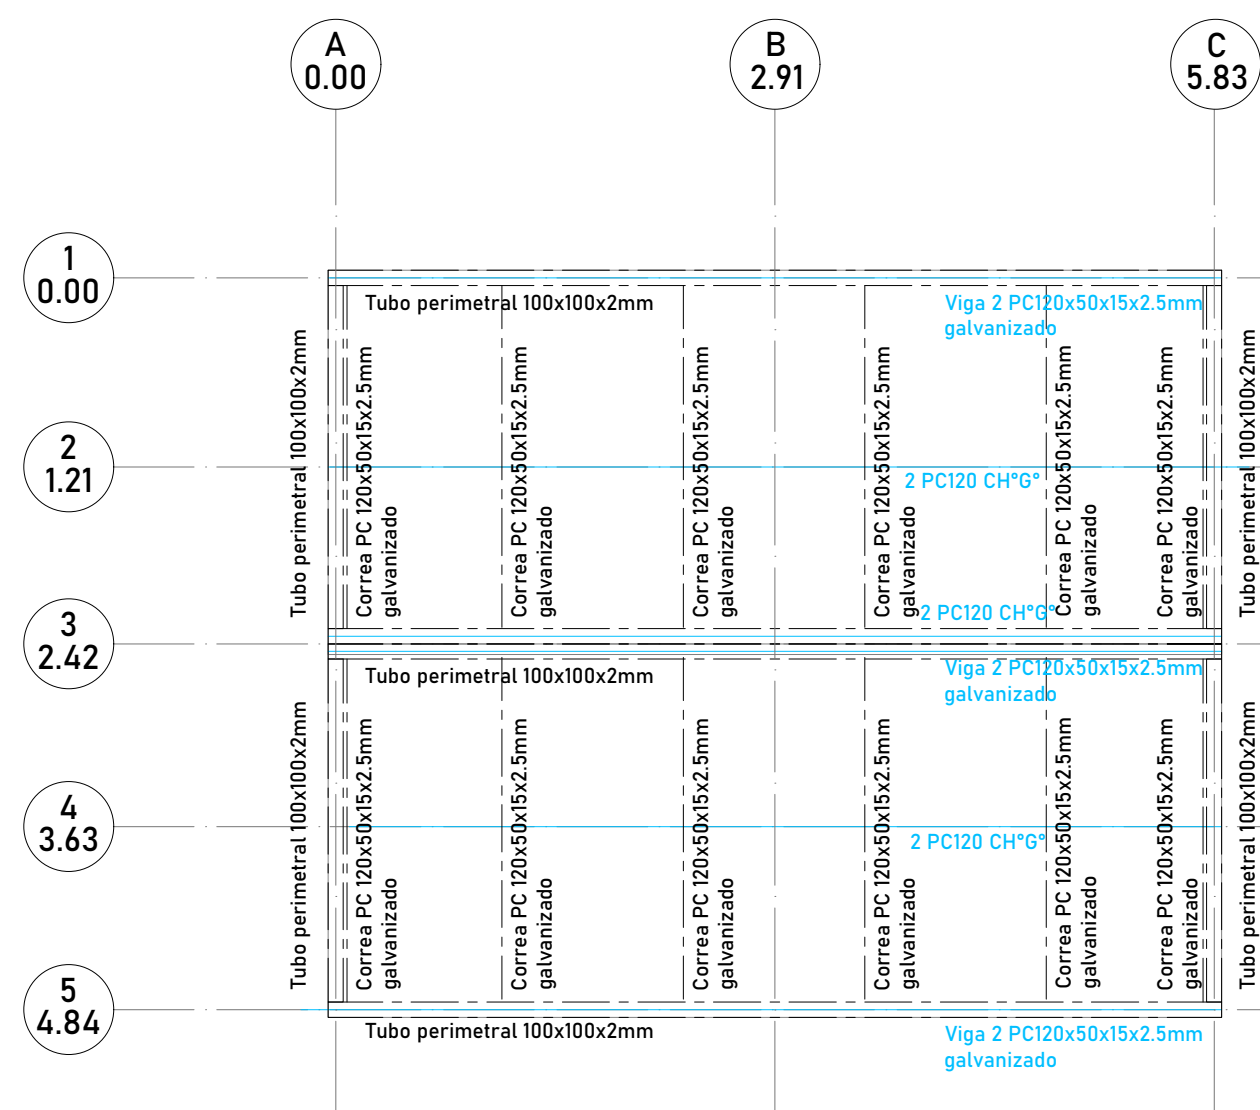 A
0.00
B
2.91
C
5.83
1
0.00
Tubo perimetral 100x100x2mm
Viga 2 PC120x50x15x2.5mm
galvanizado
Tubo perimetral 100x100x2mm
Correa PC 120x50x15x2.5mm
galvanizado
Correa PC 120x50x15x2.5mm
galvanizado
Correa PC 120x50x15x2.5mm
galvanizado
Correa PC 120x50x15x2.5mm
galvanizado
Correa PC 120x50x15x2.5mm
galvanizado
Correa PC 120x50x15x2.5mm
galvanizado
Tubo perimetral 100x100x2mm
2
1.21
2 PC120 CH°G°
2 PC120 CH°G°
3
2.42
Tubo perimetral 100x100x2mm
Viga 2 PC120x50x15x2.5mm
galvanizado
Tubo perimetral 100x100x2mm
Correa PC 120x50x15x2.5mm
galvanizado
Correa PC 120x50x15x2.5mm
galvanizado
Correa PC 120x50x15x2.5mm
galvanizado
Correa PC 120x50x15x2.5mm
galvanizado
Correa PC 120x50x15x2.5mm
galvanizado
Correa PC 120x50x15x2.5mm
galvanizado
Tubo perimetral 100x100x2mm
4
3.63
2 PC120 CH°G°
5
4.84
Tubo perimetral 100x100x2mm
Viga 2 PC120x50x15x2.5mm
galvanizado